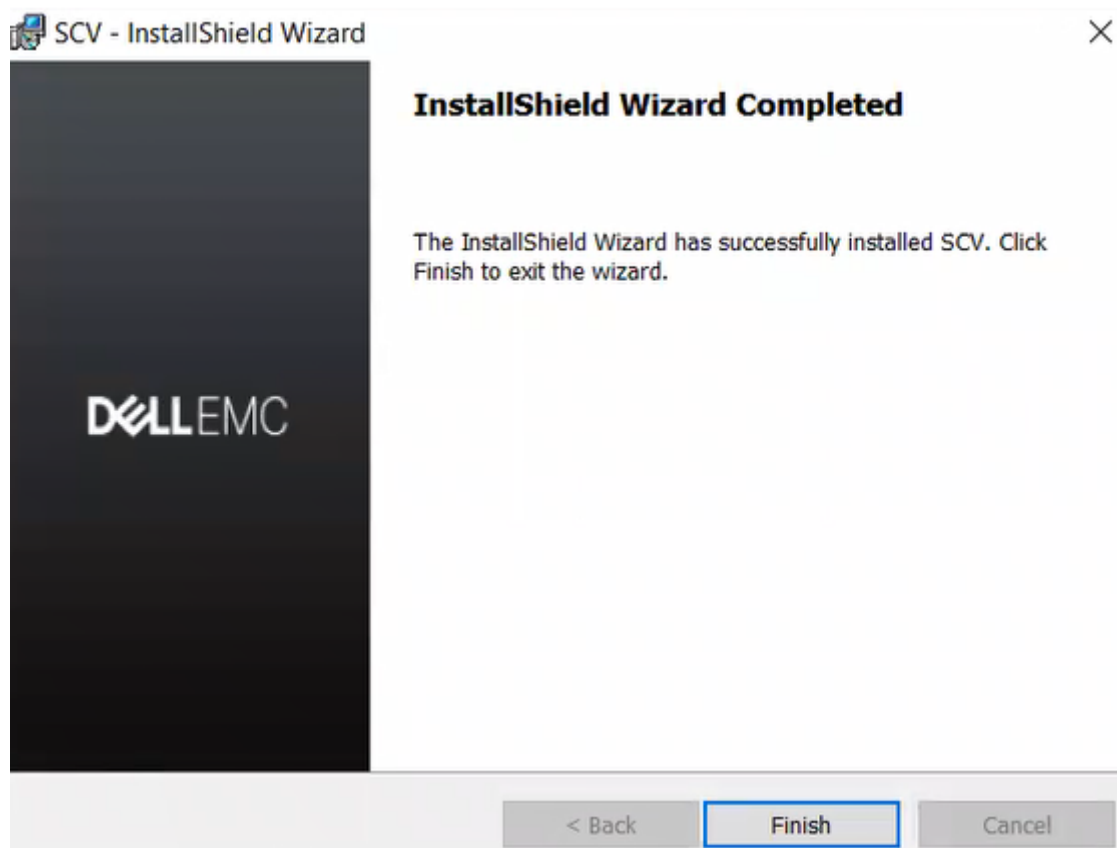 SCV - InstallShield Wizard
InstallShield Wizard Completed
The InstallShield Wizard has successfully installed SCV. Click
Finish to exit the wizard.
DELLEMC
< Back
Finish
Cancel